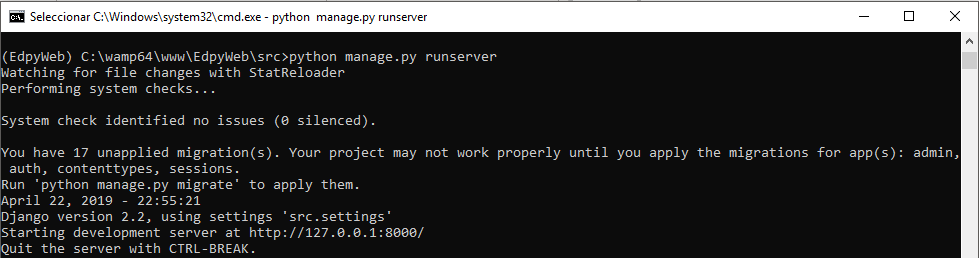 Seleccionar C:\Windows\system32\cmd.exe - python  manage.py runserver
(EdpyWeb) C:\wamp64\www\EdpyWeb\src>python manage.py runserver
Watching for file changes with StatReloader
Performing system checks...
System check identified no issues (0 silenced).
You have 17 unapplied migration(s). Your project may not work properly until you apply the migrations for app(s): admin,
 auth, contenttypes, sessions.
Run 'python manage.py migrate' to apply them.
April 22, 2019 - 22:55:21
Django version 2.2, using settings 'src.settings'
Starting development server at http://127.0.0.1:8000/
Quit the server with CTRL-BREAK.